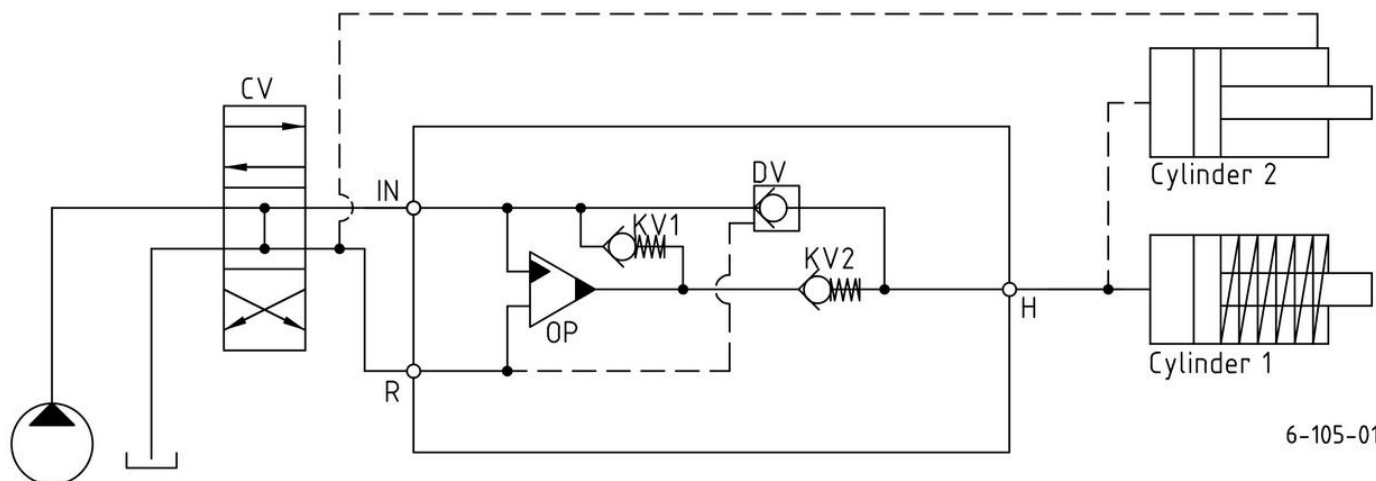 CV
IN
DV
KV1
KV2
OP
R
H
Cylinder 2
Cylinder 1
6-105-01